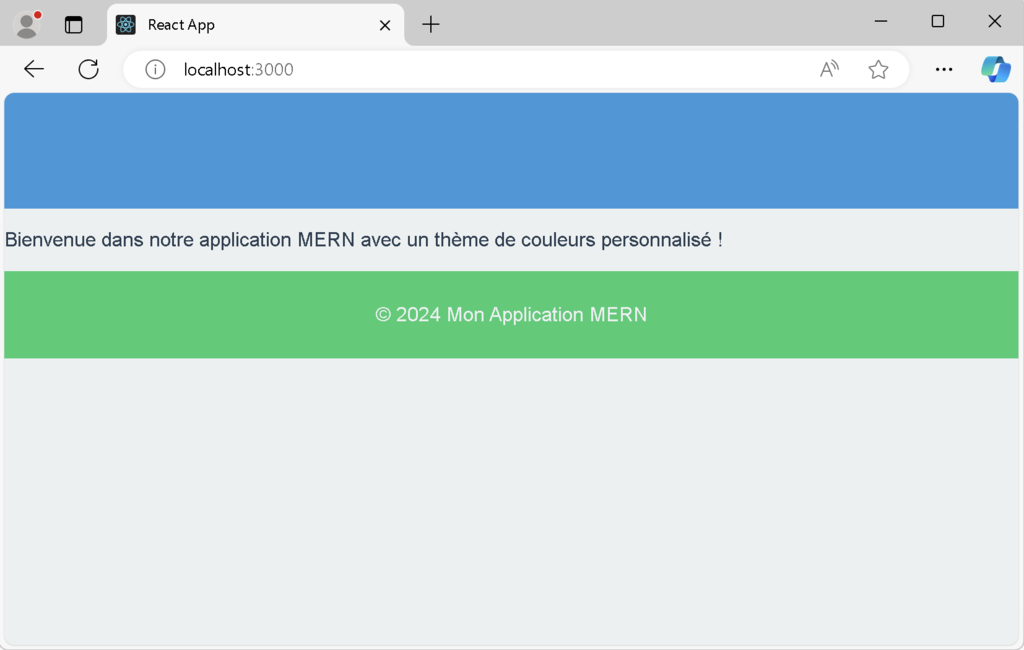 React App
localhost:3000
Bienvenue dans notre application MERN avec un thème de couleurs personnalisé !
© 2024 Mon Application MERN